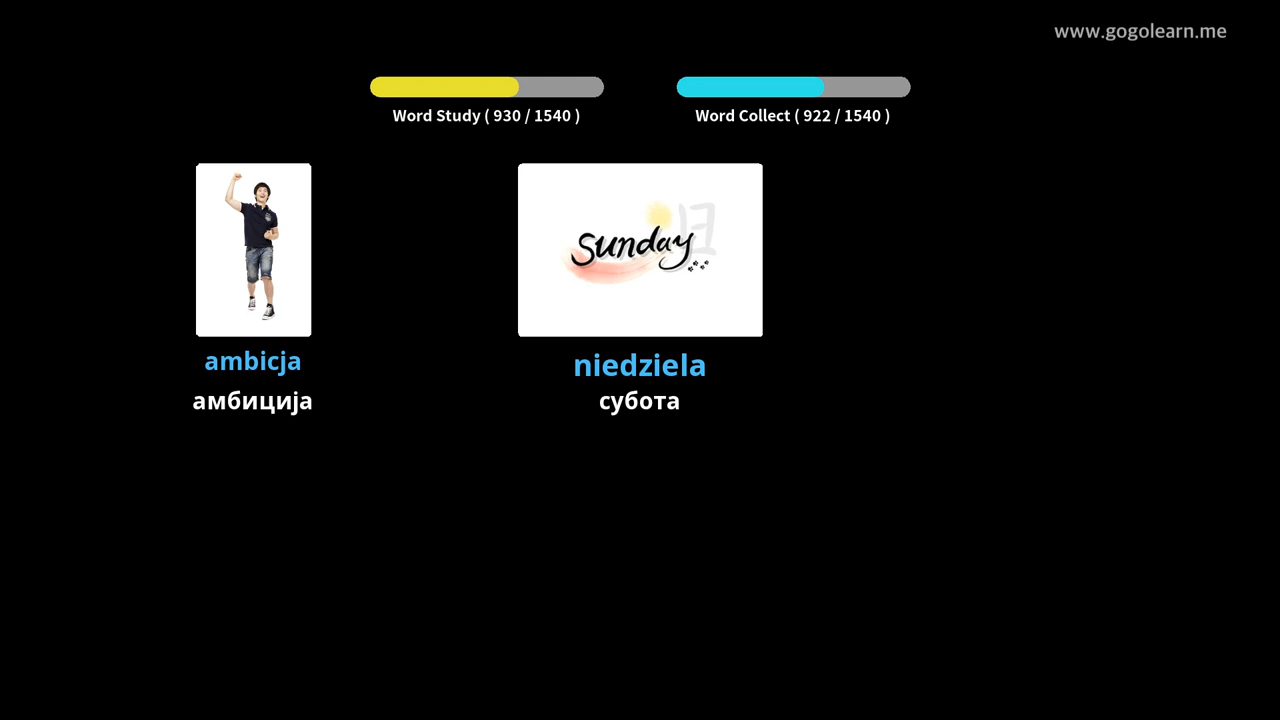 www.gogolearn.me
Word Study ( 930 / 1540 )
Word Collect ( 922 / 1540 )
Sunday
ambicja
амбиција
niedziela
субота